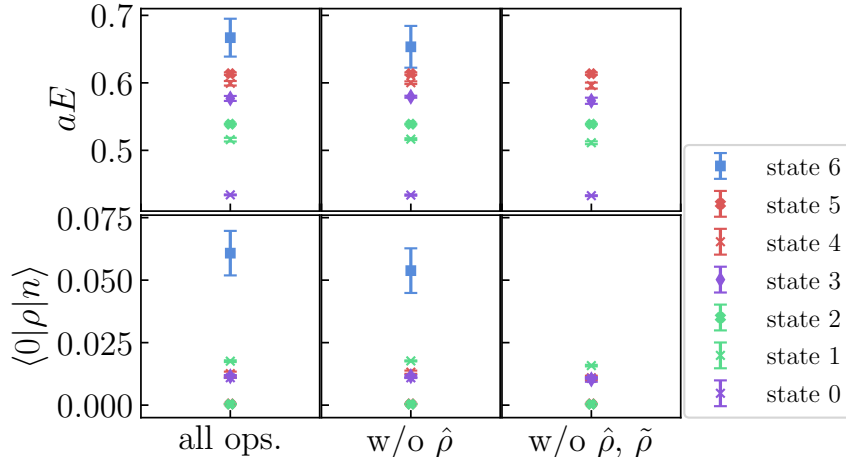 0.7
0.6
0.5
aE
0.075
0.050
0.025
0.000
⟨0|ρ|n⟩
all ops.
w/o ρ̂
w/o ρ̂, ρ̃
state 6
state 5
state 4
state 3
state 2
state 1
state 0